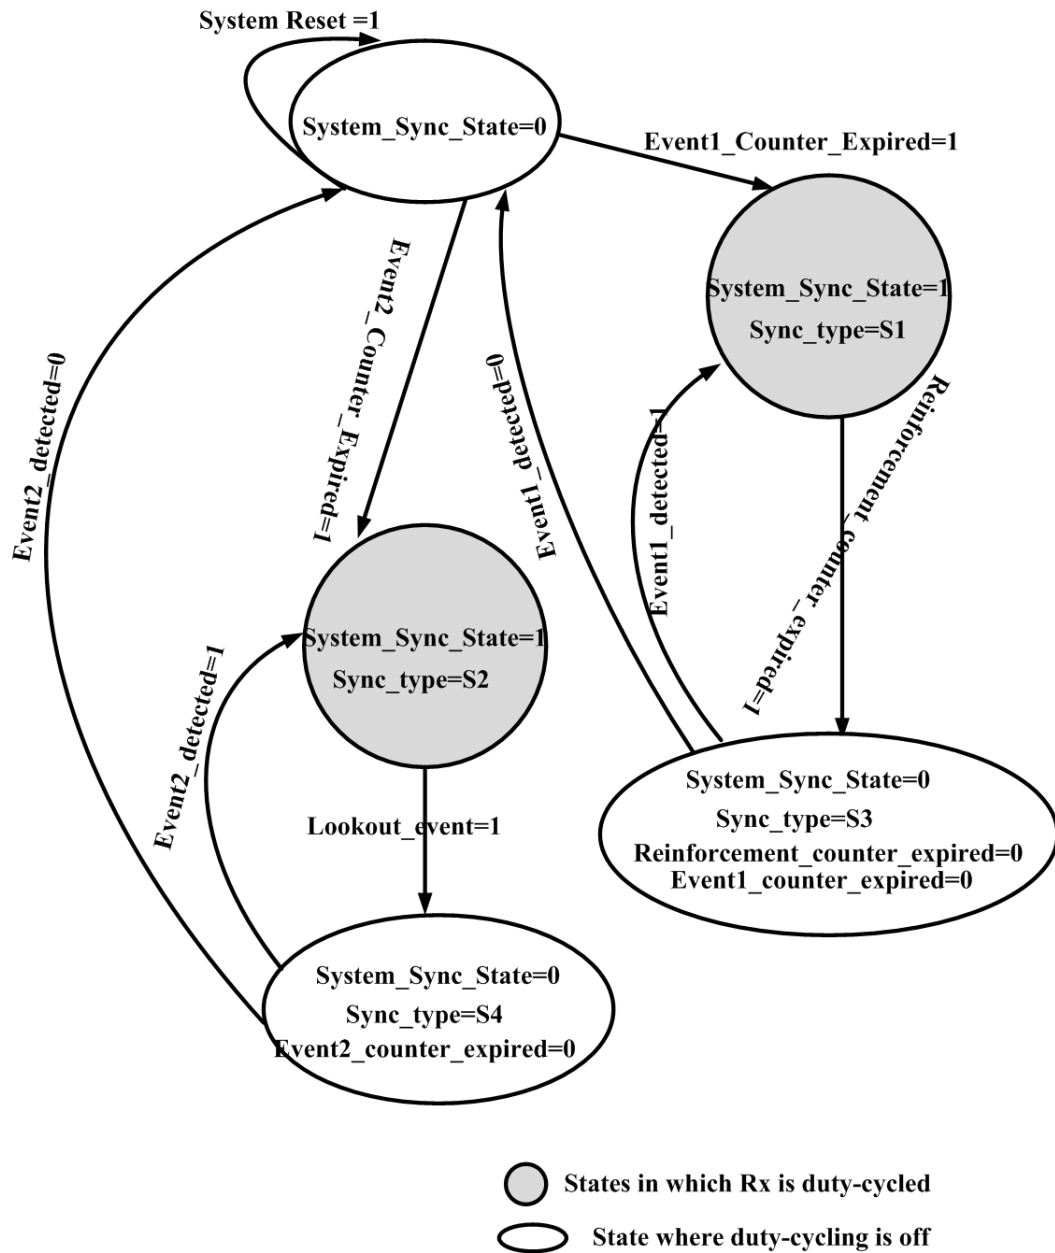 System Reset =1
System_Sync_State=0
Event1_Counter_Expired=1
Event2_Counter_Expired=1
System_Sync_State=1
Sync_type=S1
Event2_detected=0
Event1_detected=0
Event1_detected=1
Reinforcement_counter_expired=1
System_Sync_State=1
Sync_type=S2
Event2_detected=1
Lookout_event=1
System_Sync_State=0
Sync_type=S3
Reinforcement_counter_expired=0
Event1_counter_expired=0
System_Sync_State=0
Sync_type=S4
Event2_counter_expired=0
States in which Rx is duty-cycled
State where duty-cycling is off